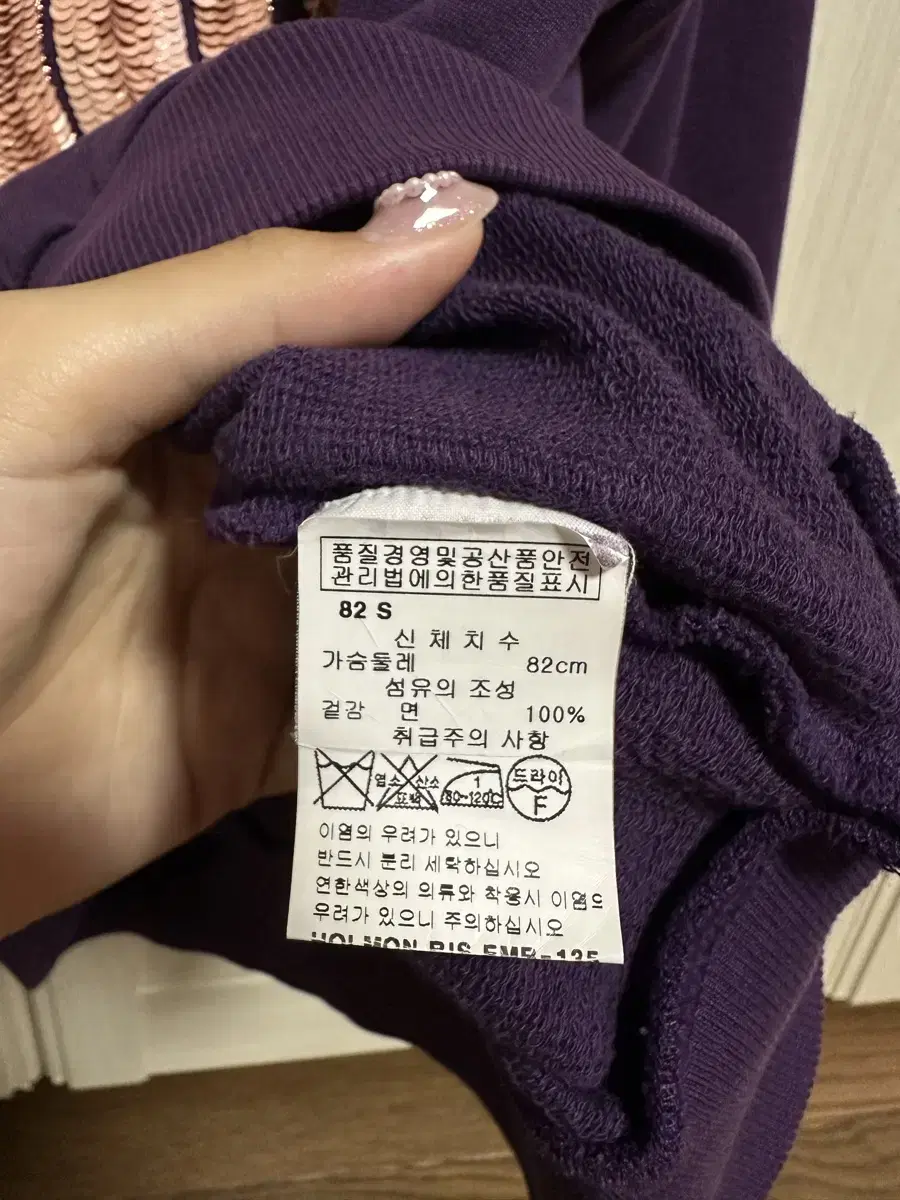 품질경영및공산품안전
관리법에의한품질표시
82 S
신체치수
가슴둘레 82cm
섬유의 조성
겉감 면 100%
취급주의 사항
염소 산소 표백
1 80~120℃
드라이 F
이염의 우려가 있으니
반드시 분리 세탁하십시오
연한색상의 의류와 착용시 이염의
우려가 있으니 주의하십시오